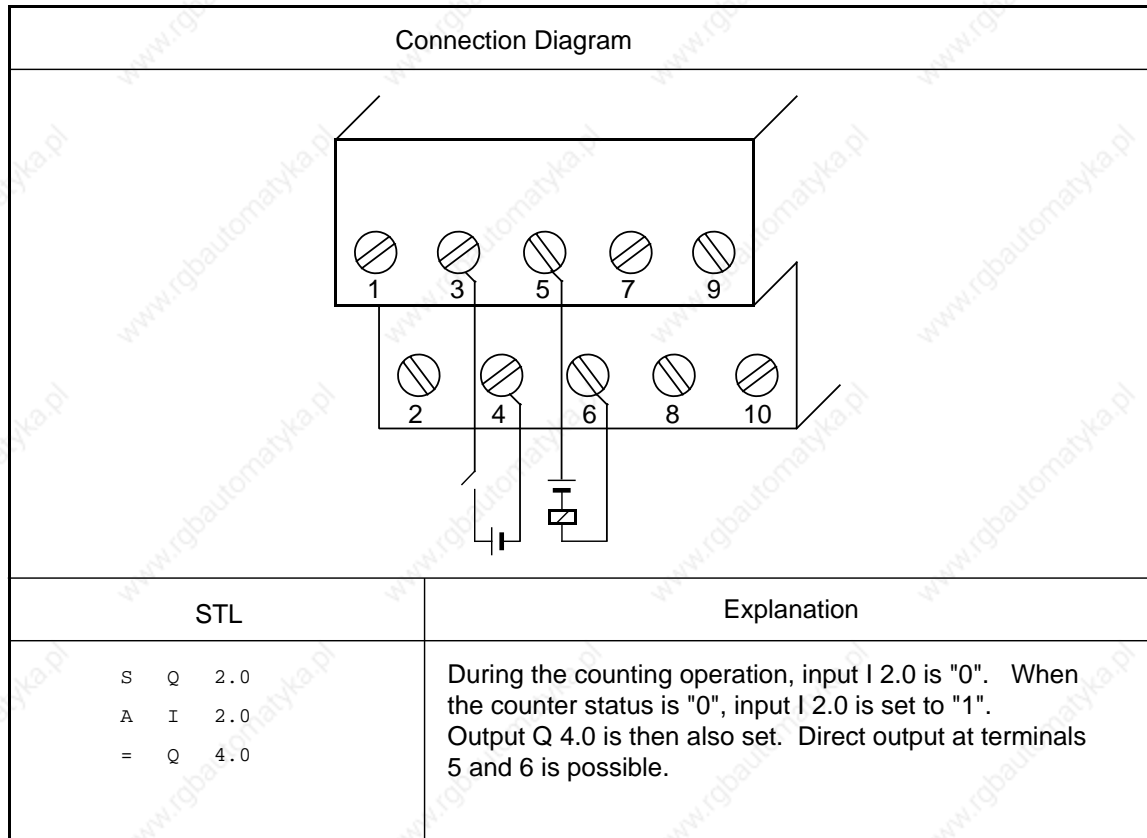 Connection Diagram
1 3 5 7 9
2 4 6 8 10
STL
Explanation
S Q 2.0
A I 2.0
= Q 4.0
During the counting operation, input I 2.0 is "0". When
the counter status is "0", input I 2.0 is set to "1".
Output Q 4.0 is then also set. Direct output at terminals
5 and 6 is possible.
www.rgbautomatyka.pl